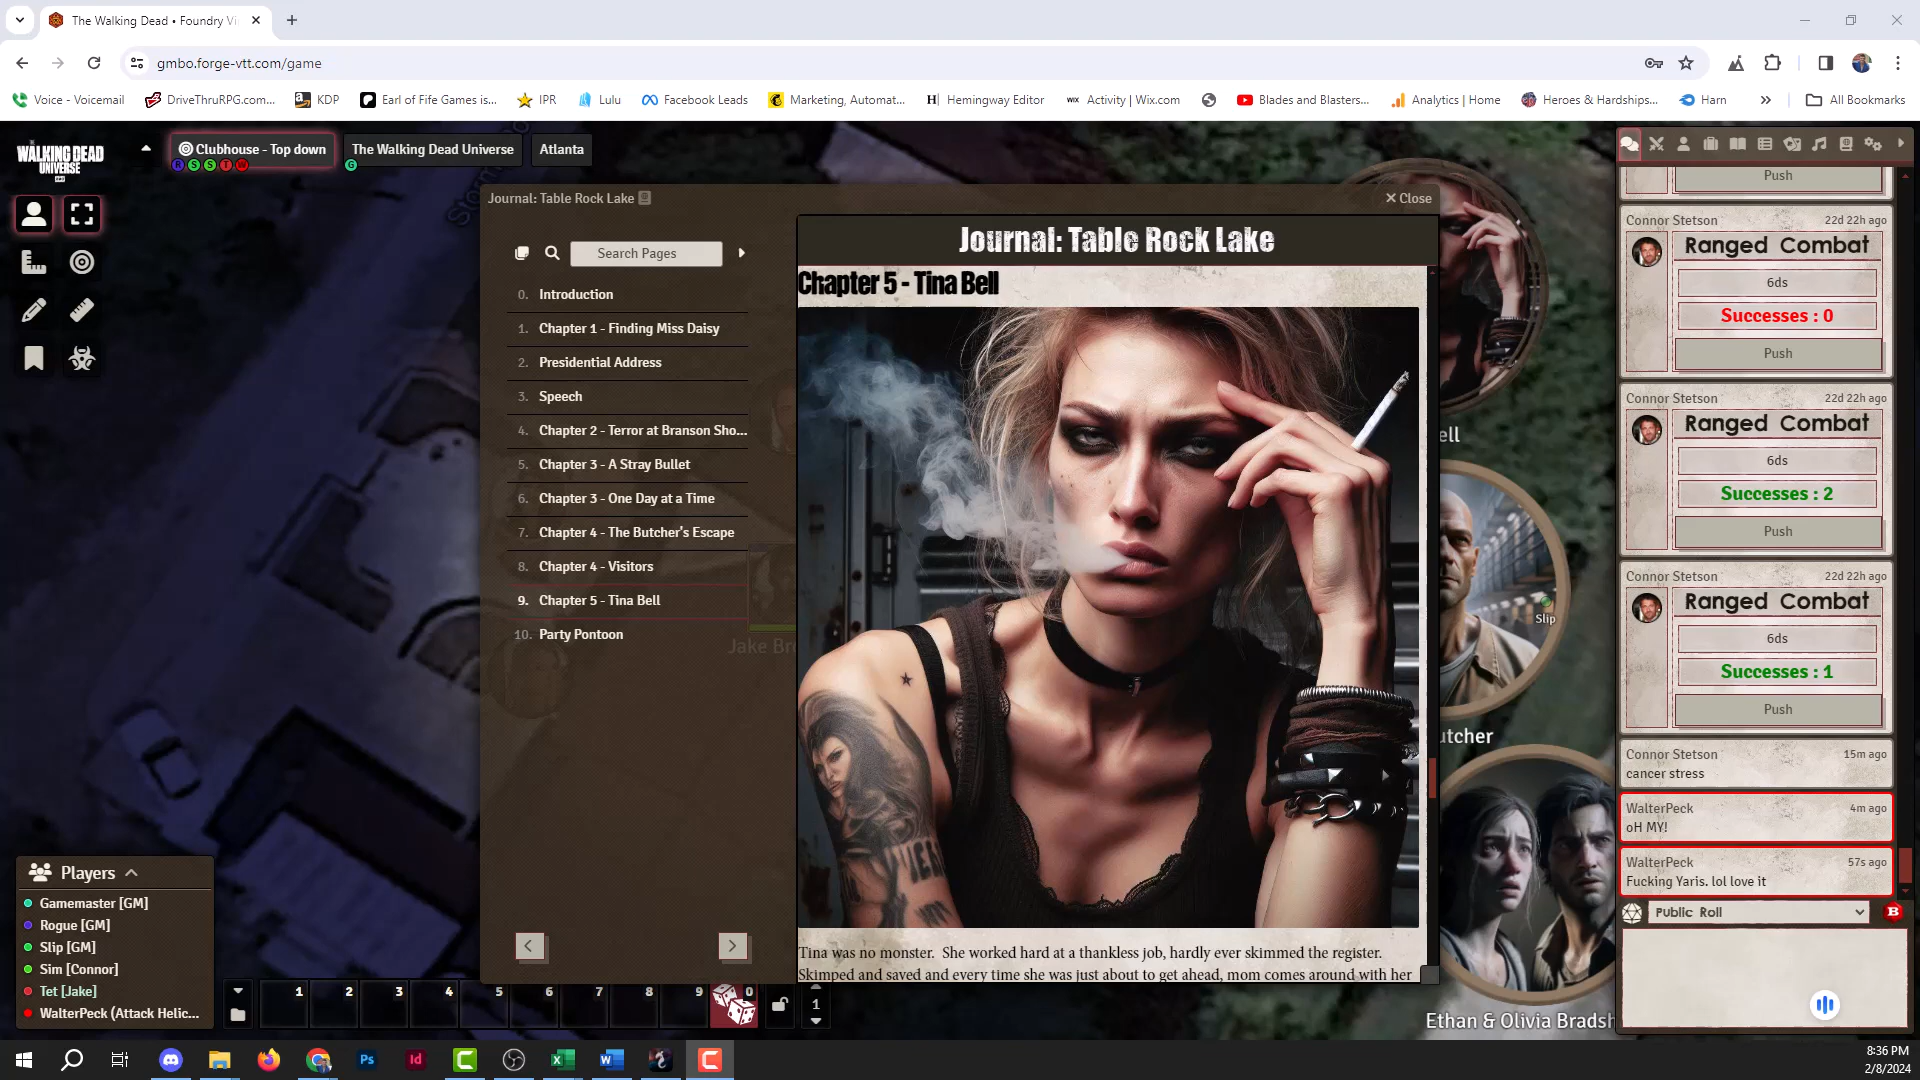 The Walking Dead • Foundry Vi
gmbo.forge-vtt.com/game
Voice - Voicemail
DriveThruRPG.com...
KDP
Earl of Fife Games is...
IPR
Lulu
Facebook Leads
Marketing, Automat...
Hemingway Editor
Activity | Wix.com
Blades and Blasters...
Analytics | Home
Heroes & Hardships...
Harn
All Bookmarks
THE
WALKING DEAD
UNIVERSE
Clubhouse - Top down
R S S T W
The Walking Dead Universe
G
Atlanta
Journal: Table Rock Lake
Close
Search Pages
0. Introduction
1. Chapter 1 - Finding Miss Daisy
2. Presidential Address
3. Speech
4. Chapter 2 - Terror at Branson Sho...
5. Chapter 3 - A Stray Bullet
6. Chapter 3 - One Day at a Time
7. Chapter 4 - The Butcher's Escape
8. Chapter 4 - Visitors
9. Chapter 5 - Tina Bell
10. Party Pontoon
Journal: Table Rock Lake
Chapter 5 - Tina Bell
Tina was no monster. She worked hard at a thankless job, hardly ever skimmed the register.
Skimped and saved and every time she was just about to get ahead, mom comes around with her
Jake Br
ell
Slip
utcher
Ethan & Olivia Bradsh
Push
Connor Stetson 22d 22h ago
Ranged Combat
6ds
Successes : 0
Push
Connor Stetson 22d 22h ago
Ranged Combat
6ds
Successes : 2
Push
Connor Stetson 22d 22h ago
Ranged Combat
6ds
Successes : 1
Push
Connor Stetson 15m ago
cancer stress
WalterPeck 4m ago
oH MY!
WalterPeck 57s ago
Fucking Yaris. lol love it
Public Roll
B
Players
Gamemaster [GM]
Rogue [GM]
Slip [GM]
Sim [Connor]
Tet [Jake]
WalterPeck (Attack Helic...
1 2 3 4 5 6 7 8 9 0
1
Ps
Id
8:36 PM
2/8/2024